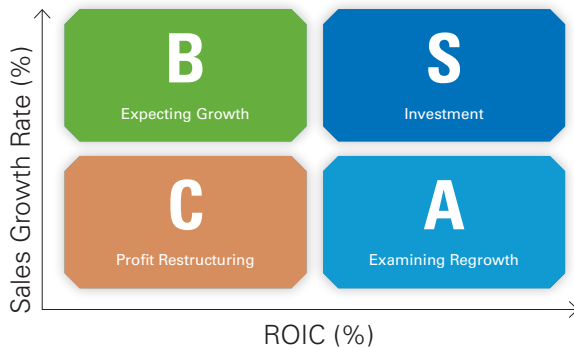 Sales Growth Rate (%)
B
Expecting Growth
S
Investment
C
Profit Restructuring
A
Examining Regrowth
ROIC (%)